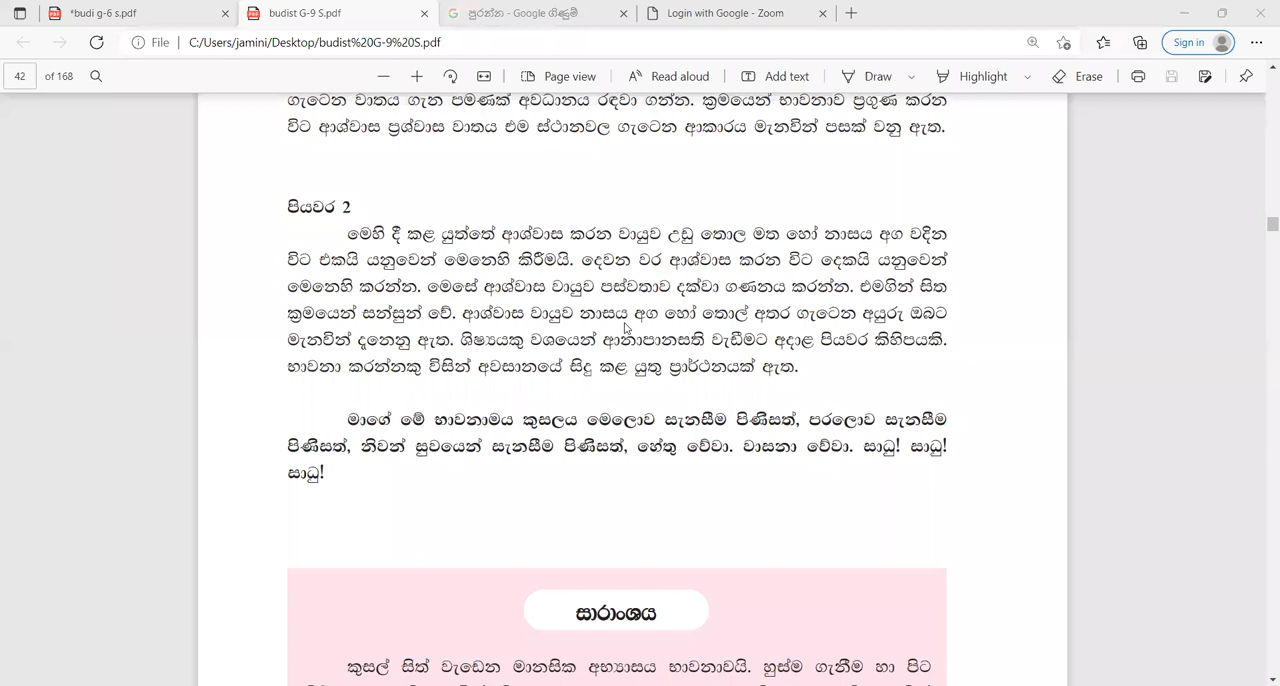 *budi g-6 s.pdf
budist G-9 S.pdf
පුරන්න - Google ගිණුම්
Login with Google - Zoom
File C:/Users/jamini/Desktop/budist%20G-9%20S.pdf Sign in
42 of 168 Page view Read aloud Add text Draw Highlight Erase
ගැටෙන වාතය ගැන පමණක් අවධානය රඳවා ගන්න. ක්‍රමයෙන් භාවනාව ප්‍රගුණ කරන
විට ආශ්වාස ප්‍රශ්වාස වාතය එම ස්ථානවල ගැටෙන ආකාරය මැනවින් පසක් වනු ඇත.
පියවර 2
මෙහි දී කළ යුත්තේ ආශ්වාස කරන වායුව උඩු තොල මත හෝ නාසය අග වදින
විට එකයි යනුවෙන් මෙනෙහි කිරීමයි. දෙවන වර ආශ්වාස කරන විට දෙකයි යනුවෙන්
මෙනෙහි කරන්න. මෙසේ ආශ්වාස වායුව පස්වතාව දක්වා ගණනය කරන්න. එමගින් සිත
ක්‍රමයෙන් සන්සුන් වේ. ආශ්වාස වායුව නාසය අග හෝ තොල් අතර ගැටෙන අයුරු ඔබට
මැනවින් දැනෙනු ඇත. ශිෂ්‍යයකු වශයෙන් ආනාපානසති වැඩීමට අදාළ පියවර කිහිපයකි.
භාවනා කරන්නකු විසින් අවසානයේ සිදු කළ යුතු ප්‍රාර්ථනයක් ඇත.
මාගේ මේ භාවනාමය කුසලය මෙලොව සැනසීම පිණිසත්, පරලොව සැනසීම
පිණිසත්, නිවන් සුවයෙන් සැනසීම පිණිසත්, හේතු වේවා. වාසනා වේවා. සාධු! සාධු!
සාධු!
සාරාංශය
කුසල් සිත් වැඩෙන මානසික අභ්‍යාසය භාවනාවයි. හුස්ම ගැනීම හා පිට